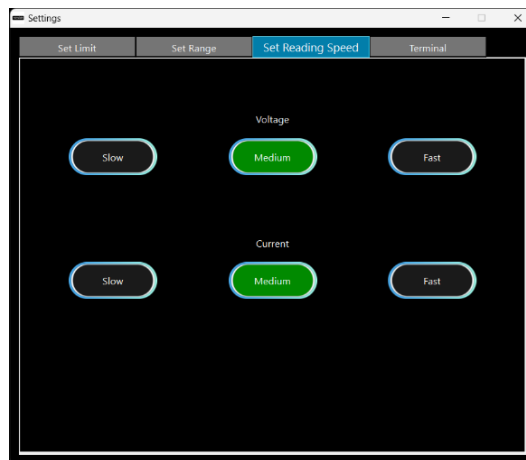 Settings
Set Limit Set Range Set Reading Speed Terminal
Voltage
Slow Medium Fast
Current
Slow Medium Fast